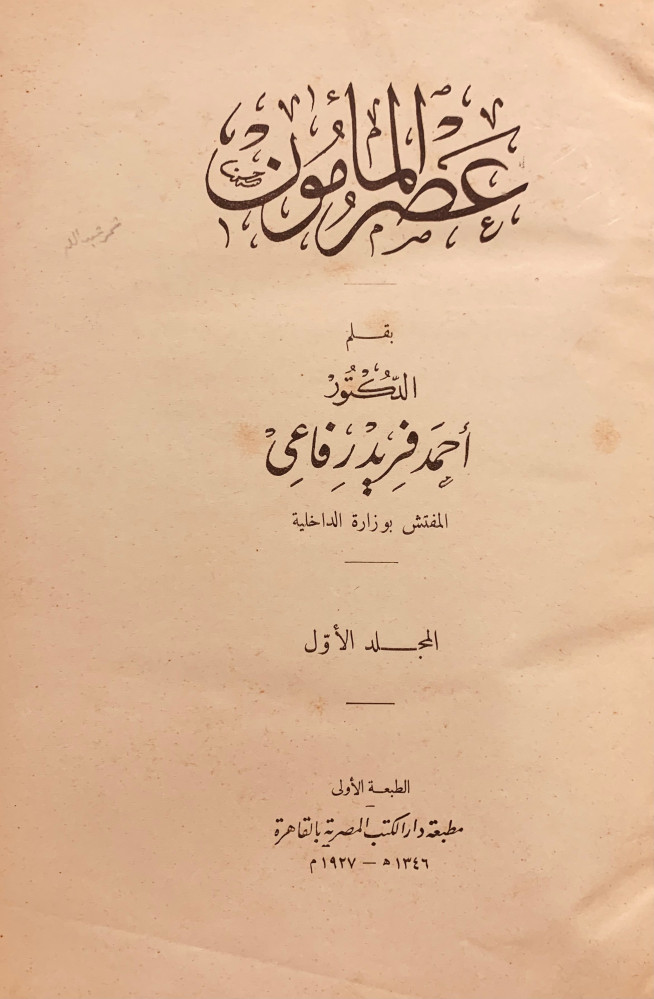 عصر المأمون
بقلم
الدكتور
أحمد فريد رفاعي
المفتش بوزارة الداخلية
المجلد الأول
الطبعة الأولى
مطبعة دار الكتب المصرية بالقاهرة
١٣٤٦ ه — ١٩٢٧ م